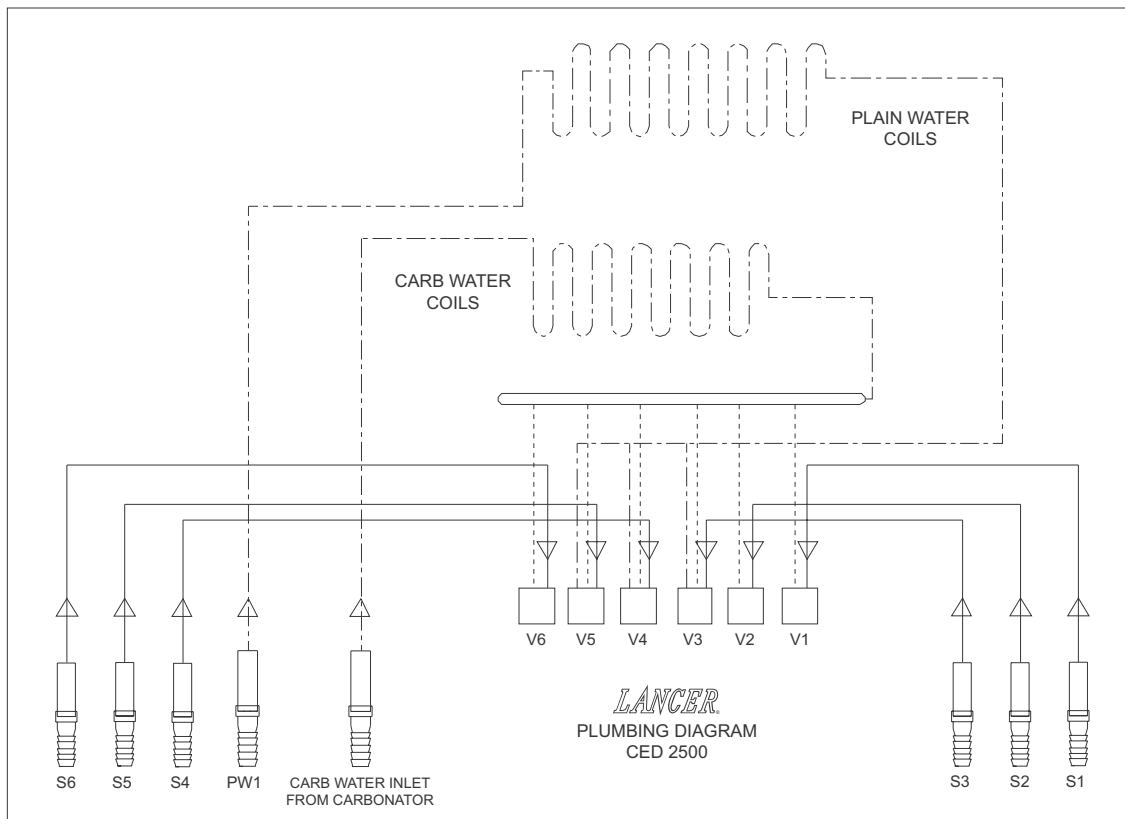 PLAIN WATER
COILS
CARB WATER
COILS
V6 V5 V4 V3 V2 V1
LANCER
PLUMBING DIAGRAM
CED 2500
S6 S5 S4 PW1 CARB WATER INLET
FROM CARBONATOR
S3 S2 S1